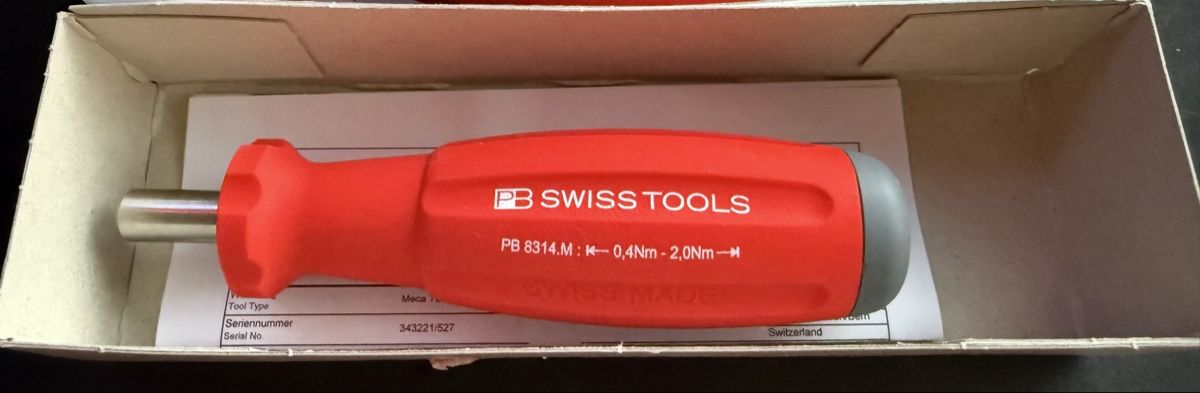 PB SWISS TOOLS
PB 8314.M : |<-- 0,4Nm - 2,0Nm -->|
SWISS MADE
Tool Type
Meca
Seriennummer
Serial No.
343221/527
Switzerland